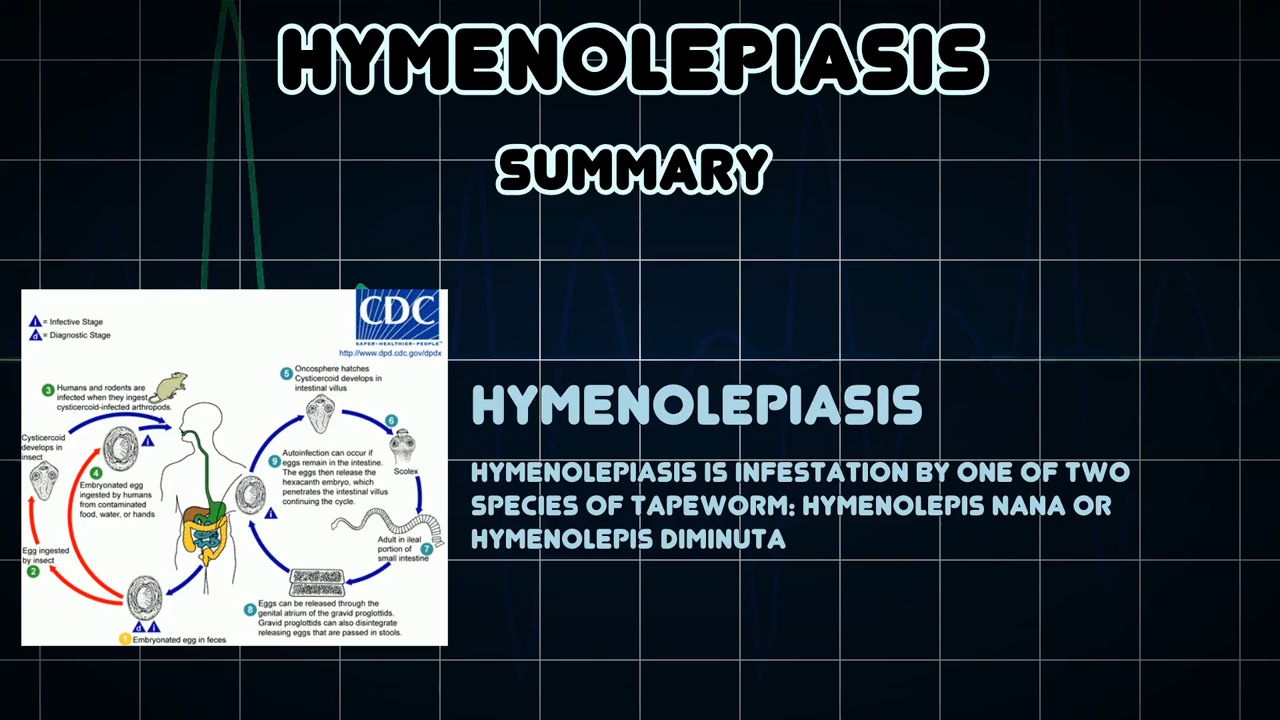 HYMENOLEPIASIS
SUMMARY
i = Infective Stage
d = Diagnostic Stage
CDC
SAFER·HEALTHIER·PEOPLE™
http://www.dpd.cdc.gov/dpdx
3 Humans and rodents are
infected when they ingest
cysticercoid-infected arthropods.
Cysticercoid
develops in
insect
i
4
Embryonated egg
ingested by humans
from contaminated
food, water, or hands
Egg ingested
by insect
2
d i
1 Embryonated egg in feces
5 Oncosphere hatches
Cysticercoid develops in
intestinal villus
6
Scolex
9 Autoinfection can occur if
eggs remain in the intestine.
The eggs then release the
hexacanth embryo, which
penetrates the intestinal villus
continuing the cycle.
i
Adult in ileal
portion of
small intestine
7
8 Eggs can be released through the
genital atrium of the gravid proglottids.
Gravid proglottids can also disintegrate
releasing eggs that are passed in stools.
HYMENOLEPIASIS
HYMENOLEPIASIS IS INFESTATION BY ONE OF TWO
SPECIES OF TAPEWORM: HYMENOLEPIS NANA OR
HYMENOLEPIS DIMINUTA